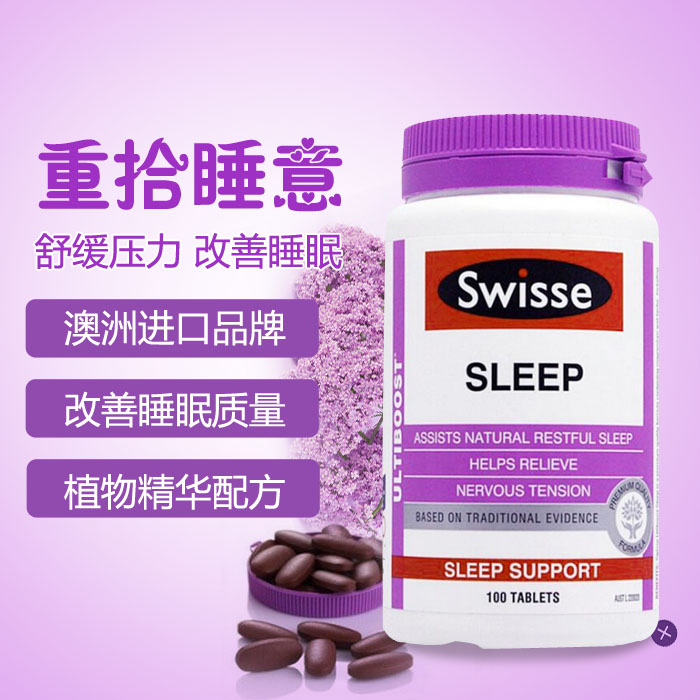 重拾睡意
舒缓压力 改善睡眠
澳洲进口品牌
改善睡眠质量
植物精华配方
Swisse
SLEEP
ULTIBOOST
ASSISTS NATURAL RESTFUL SLEEP
HELPS RELIEVE
NERVOUS TENSION
BASED ON TRADITIONAL EVIDENCE
PREMIUM QUALITY
FORMULA
SLEEP SUPPORT
100 TABLETS